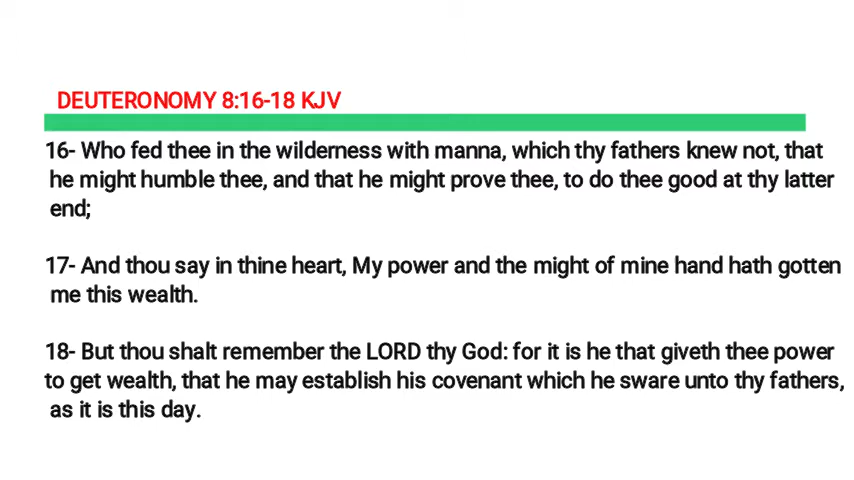 DEUTERONOMY 8:16-18 KJV
16- Who fed thee in the wilderness with manna, which thy fathers knew not, that
he might humble thee, and that he might prove thee, to do thee good at thy latter
end;
17- And thou say in thine heart, My power and the might of mine hand hath gotten
me this wealth.
18- But thou shalt remember the LORD thy God: for it is he that giveth thee power
to get wealth, that he may establish his covenant which he sware unto thy fathers,
as it is this day.